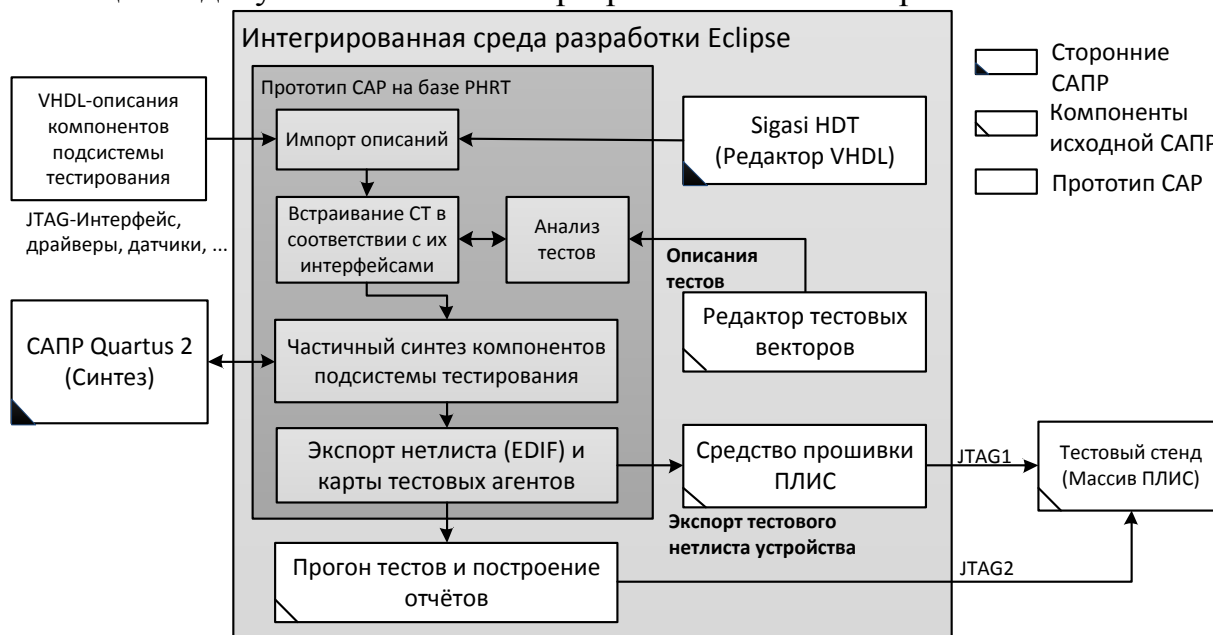 Интегрированная среда разработки Eclipse
Прототип САР на базе PHRT
VHDL-описания
компонентов
подсистемы
тестирования
JTAG-Интерфейс,
драйверы, датчики, ...
Импорт описаний
Sigasi HDT
(Редактор VHDL)
Сторонние
САПР
Компоненты
исходной САПР
Прототип САР
Встраивание СТ в
соответствии с их
интерфейсами
Анализ
тестов
Описания
тестов
Редактор тестовых
векторов
САПР Quartus 2
(Синтез)
Частичный синтез компонентов
подсистемы тестирования
Экспорт нетлиста (EDIF) и
карты тестовых агентов
Средство прошивки
ПЛИС
JTAG1
Тестовый стенд
(Массив ПЛИС)
Экспорт тестового
нетлиста устройства
Прогон тестов и построение
отчётов
JTAG2